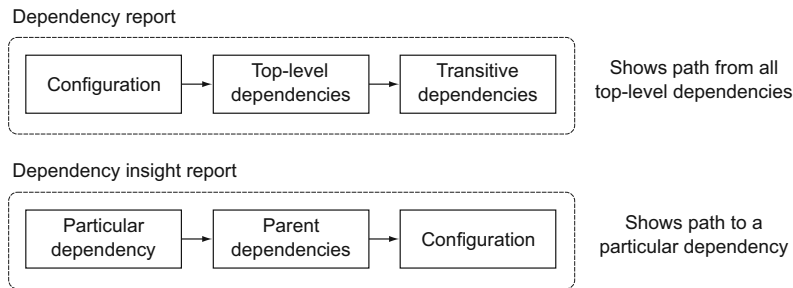 Dependency report
Configuration
Top-level
dependencies
Transitive
dependencies
Shows path from all
top-level dependencies
Dependency insight report
Particular
dependency
Parent
dependencies
Configuration
Shows path to a
particular dependency